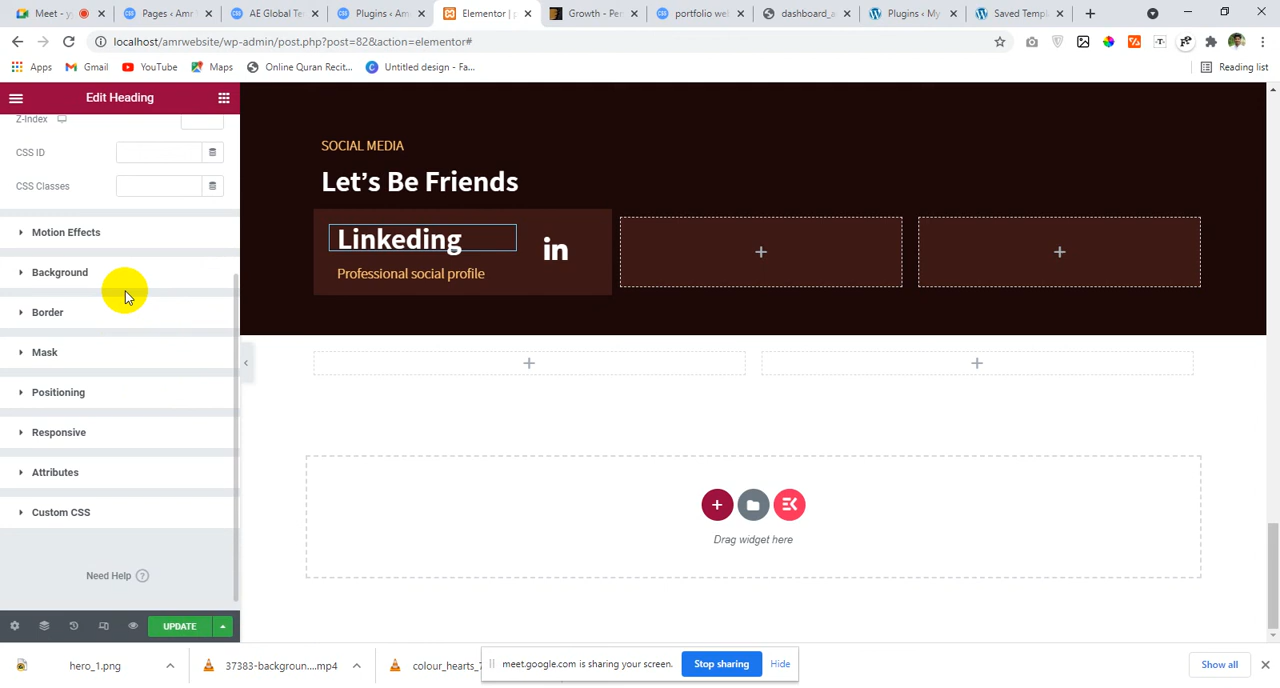 Meet -
Pages ‹ Amr
AE Global Te
Plugins ‹ Am
Elementor | p
Growth - Per
portfolio wel
dashboard_a
Plugins ‹ My
Saved Templ
localhost/amrwebsite/wp-admin/post.php?post=82&action=elementor#
Apps
Gmail
YouTube
Maps
Online Quran Recit...
Untitled design - Fa...
Reading list
Edit Heading
Z-Index
CSS ID
CSS Classes
Motion Effects
Background
Border
Mask
Positioning
Responsive
Attributes
Custom CSS
Need Help ?
UPDATE
SOCIAL MEDIA
Let's Be Friends
Linkeding
in
Professional social profile
Drag widget here
hero_1.png
37383-backgroun....mp4
colour_hearts_
meet.google.com is sharing your screen.
Stop sharing
Hide
Show all